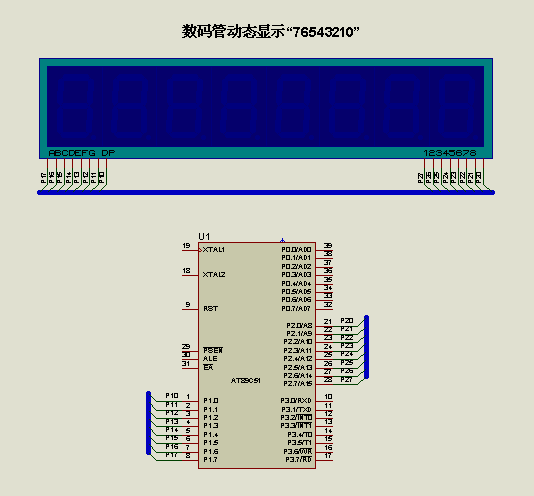 数码管动态显示“76543210”
ABCDEFG DP
12345678
P17 P16 P15 P14 P13 P12 P11 P10
P27 P26 P25 P24 P23 P22 P21 P20
U1
19 XTAL1 P0.0/AD0 39
P0.1/AD1 38
P0.2/AD2 37
18 XTAL2 P0.3/AD3 36
P0.4/AD4 35
P0.5/AD5 34
P0.6/AD6 33
9 RST P0.7/AD7 32
P2.0/A8 21 P20
P2.1/A9 22 P21
P2.2/A10 23 P22
29 PSEN P2.3/A11 24 P23
30 ALE P2.4/A12 25 P24
31 EA P2.5/A13 26 P25
P2.6/A14 27 P26
AT89C51 P2.7/A15 28 P27
P10 1 P1.0 P3.0/RXD 10
P11 2 P1.1 P3.1/TXD 11
P12 3 P1.2 P3.2/INT0 12
P13 4 P1.3 P3.3/INT1 13
P14 5 P1.4 P3.4/T0 14
P15 6 P1.5 P3.5/T1 15
P16 7 P1.6 P3.6/WR 16
P17 8 P1.7 P3.7/RD 17